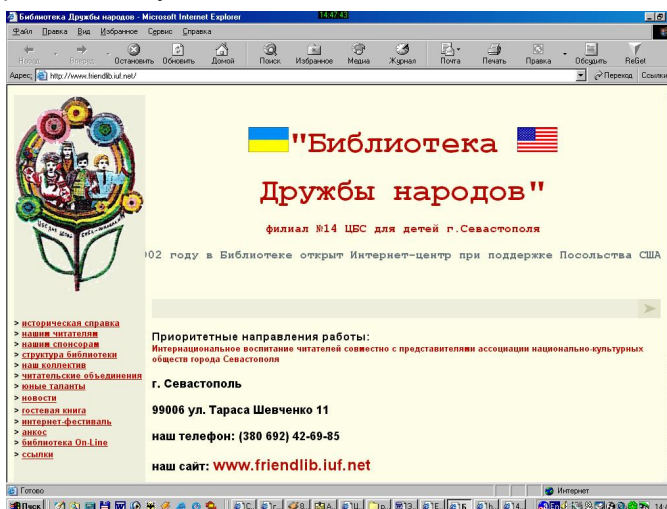 Библиотека Дружбы народов - Microsoft Internet Explorer
14:47:43
Файл Правка Вид Избранное Сервис Справка
Назад Вперед Остановить Обновить Домой Поиск Избранное Медиа Журнал Почта Печать Правка Обсудить ReGet
Адрес: http://www.friendlib.iuf.net/ Переход Ссылки
"Библиотека
Дружбы народов"
филиал №14 ЦБС для детей г.Севастополя
002 году в Библиотеке открыт Интернет-центр при поддержке Посольства США
> историческая справка
> нашим читателям
> нашим спонсорам
> структура библиотеки
> наш коллектив
> читательские объединения
> юные таланты
> новости
> гостевая книга
> интернет-фестиваль
> анкос
> библиотека On-Line
> ссылки
Приоритетные направления работы:
Интернациональное воспитание читателей совместно с представителями ассоциации национально-культурных
обществ города Севастополя
г. Севастополь
99006 ул. Тараса Шевченко 11
наш телефон: (380 692) 42-69-85
наш сайт: www.friendlib.iuf.net
Готово Интернет
Пуск